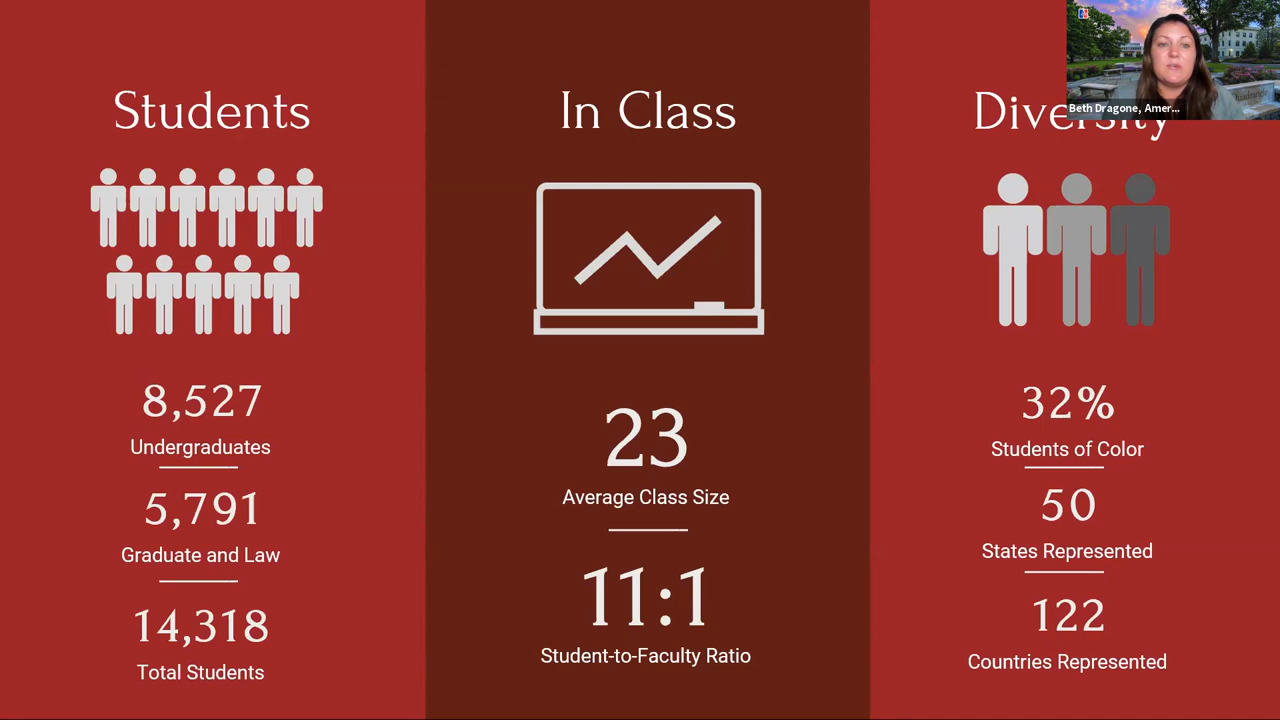 Students
8,527
Undergraduates
5,791
Graduate and Law
14,318
Total Students
In Class
23
Average Class Size
11:1
Student-to-Faculty Ratio
Diversity
32%
Students of Color
50
States Represented
122
Countries Represented
Beth Dragone, Amer...